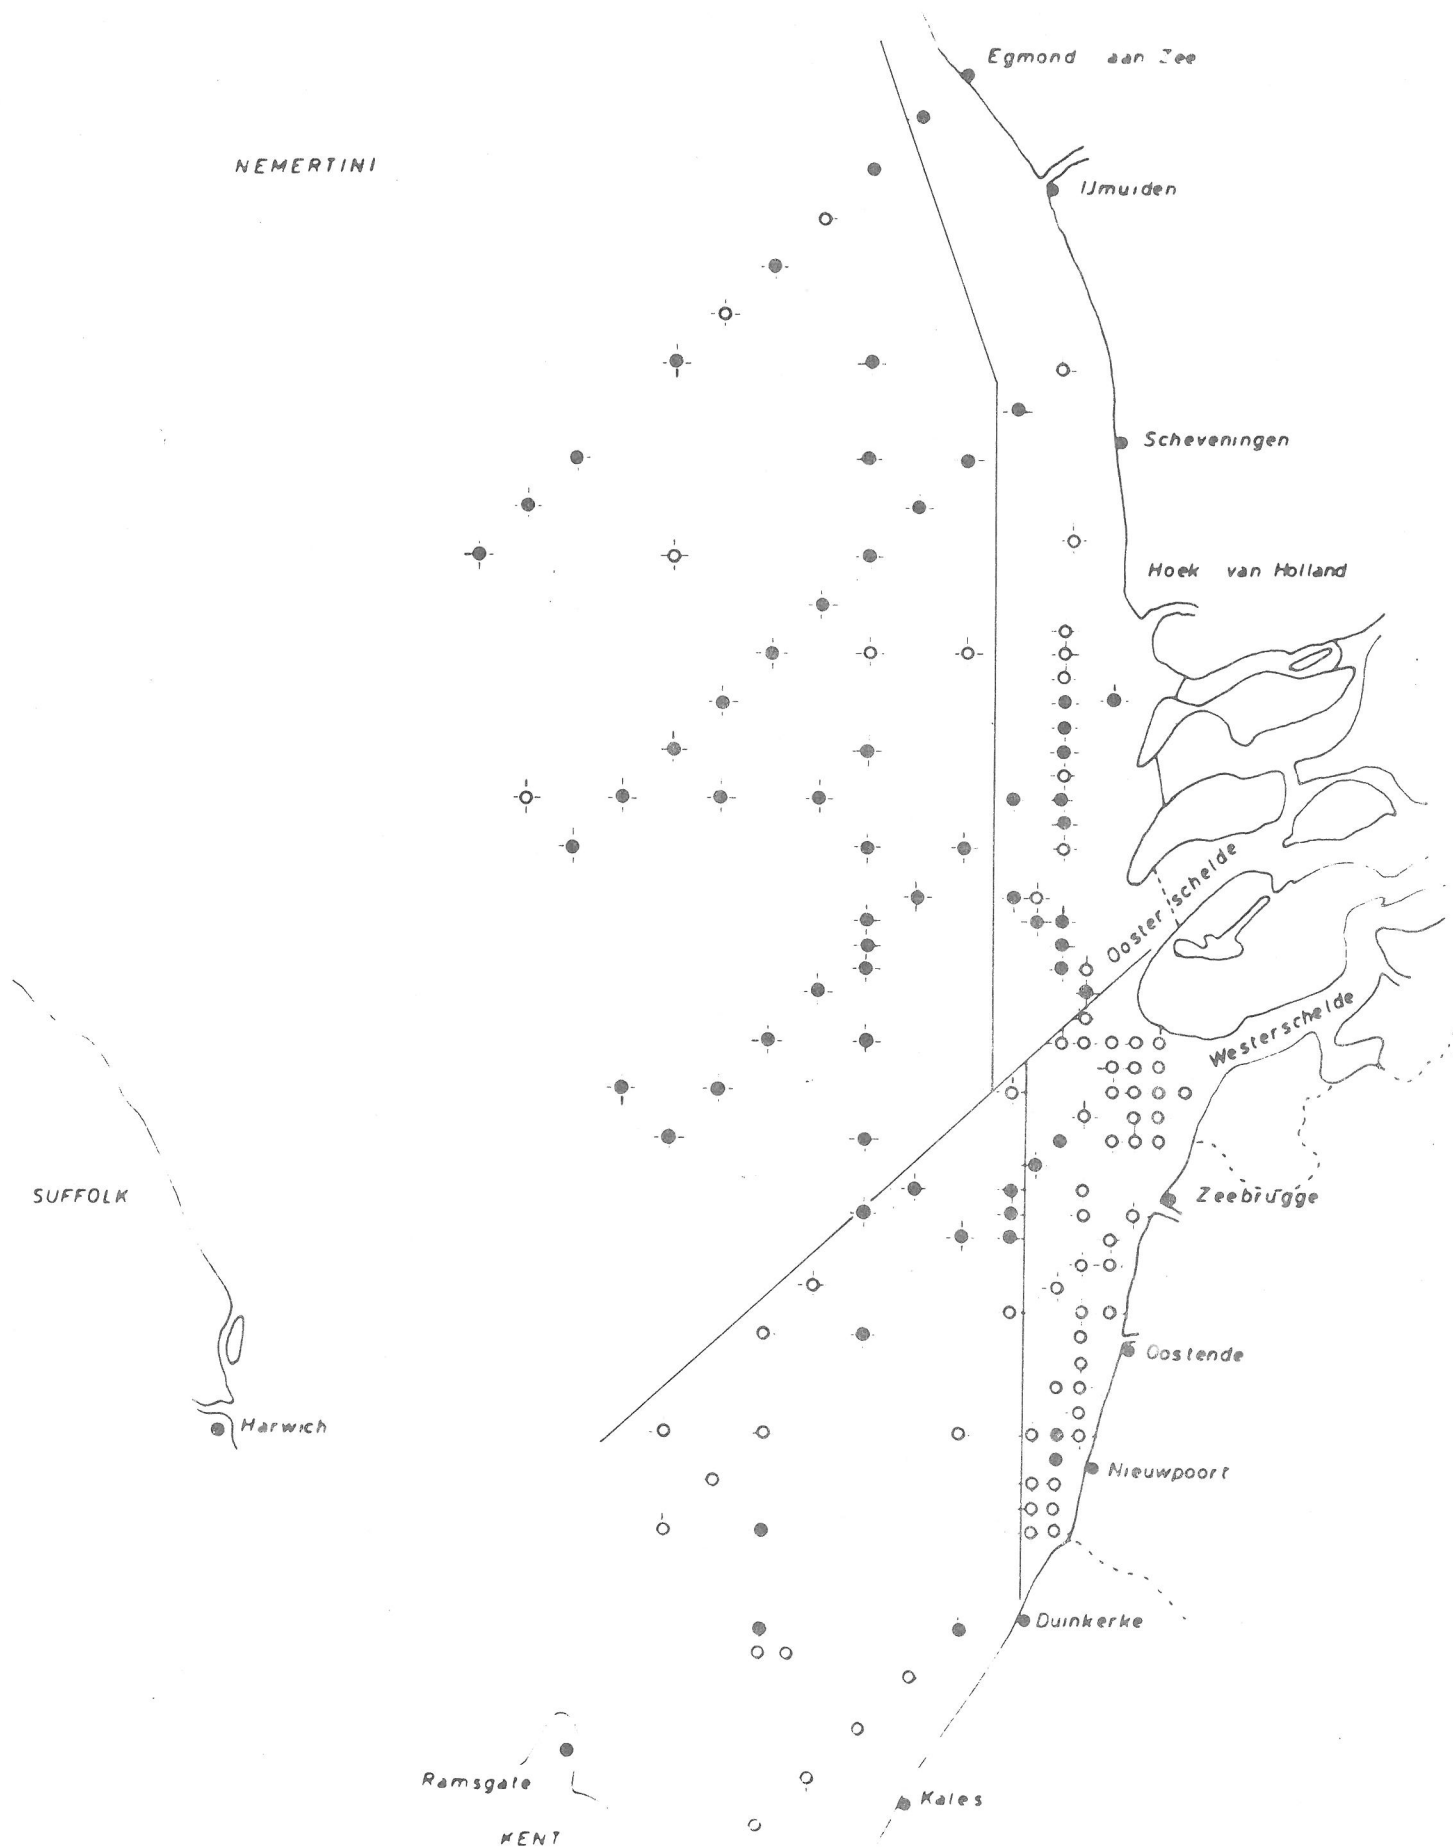 Egmond aan Zee
NEMERTINI
IJmuiden
Scheveningen
Hoek van Holland
Oosterschelde
Westerschelde
SUFFOLK
Zeebrugge
Oostende
Harwich
Nieuwpoort
Duinkerke
Ramsgate
Kales
KENT